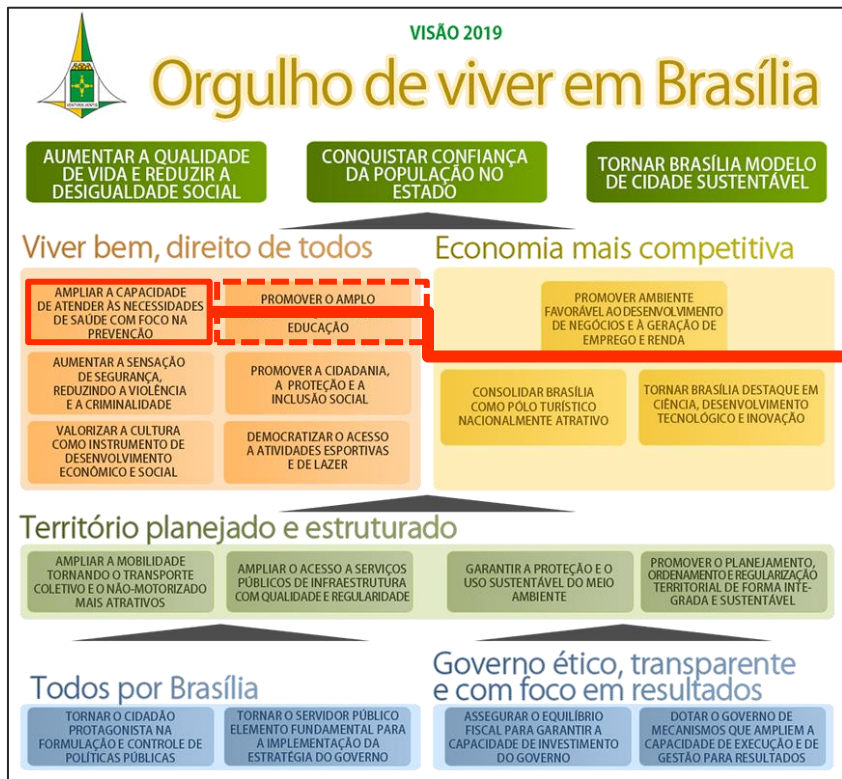 VISÃO 2019
Orgulho de viver em Brasília
AUMENTAR A QUALIDADE
DE VIDA E REDUZIR A
DESIGUALDADE SOCIAL
CONQUISTAR CONFIANÇA
DA POPULAÇÃO NO
ESTADO
TORNAR BRASÍLIA MODELO
DE CIDADE SUSTENTÁVEL
Viver bem, direito de todos
AMPLIAR A CAPACIDADE
DE ATENDER ÀS NECESSIDADES
DE SAÚDE COM FOCO NA
PREVENÇÃO
PROMOVER O AMPLO
EDUCAÇÃO
AUMENTAR A SENSAÇÃO
DE SEGURANÇA,
REDUZINDO A VIOLÊNCIA
E A CRIMINALIDADE
PROMOVER A CIDADANIA,
A PROTEÇÃO E A
INCLUSÃO SOCIAL
VALORIZAR A CULTURA
COMO INSTRUMENTO DE
DESENVOLVIMENTO
ECONÔMICO E SOCIAL
DEMOCRATIZAR O ACESSO
A ATIVIDADES ESPORTIVAS
E DE LAZER
Economia mais competitiva
PROMOVER AMBIENTE
FAVORÁVEL AO DESENVOLVIMENTO
DE NEGÓCIOS E À GERAÇÃO DE
EMPREGO E RENDA
CONSOLIDAR BRASÍLIA
COMO PÓLO TURÍSTICO
NACIONALMENTE ATRATIVO
TORNAR BRASÍLIA DESTAQUE EM
CIÊNCIA, DESENVOLVIMENTO
TECNOLÓGICO E INOVAÇÃO
Território planejado e estruturado
AMPLIAR A MOBILIDADE
TORNANDO O TRANSPORTE
COLETIVO E O NÃO-MOTORIZADO
MAIS ATRATIVOS
AMPLIAR O ACESSO A SERVIÇOS
PÚBLICOS DE INFRAESTRUTURA
COM QUALIDADE E REGULARIDADE
GARANTIR A PROTEÇÃO E O
USO SUSTENTÁVEL DO MEIO
AMBIENTE
PROMOVER O PLANEJAMENTO,
ORDENAMENTO E REGULARIZAÇÃO
TERRITORIAL DE FORMA INTE-
GRADA E SUSTENTÁVEL
Todos por Brasília
TORNAR O CIDADÃO
PROTAGONISTA NA
FORMULAÇÃO E CONTROLE DE
POLÍTICAS PÚBLICAS
TORNAR O SERVIDOR PÚBLICO
ELEMENTO FUNDAMENTAL PARA
A IMPLEMENTAÇÃO DA
ESTRATÉGIA DO GOVERNO
Governo ético, transparente
e com foco em resultados
ASSEGURAR O EQUILÍBRIO
FISCAL PARA GARANTIR A
CAPACIDADE DE INVESTIMENTO
DO GOVERNO
DOTAR O GOVERNO DE
MECANISMOS QUE AMPLIEM A
CAPACIDADE DE EXECUÇÃO E DE
GESTÃO PARA RESULTADOS